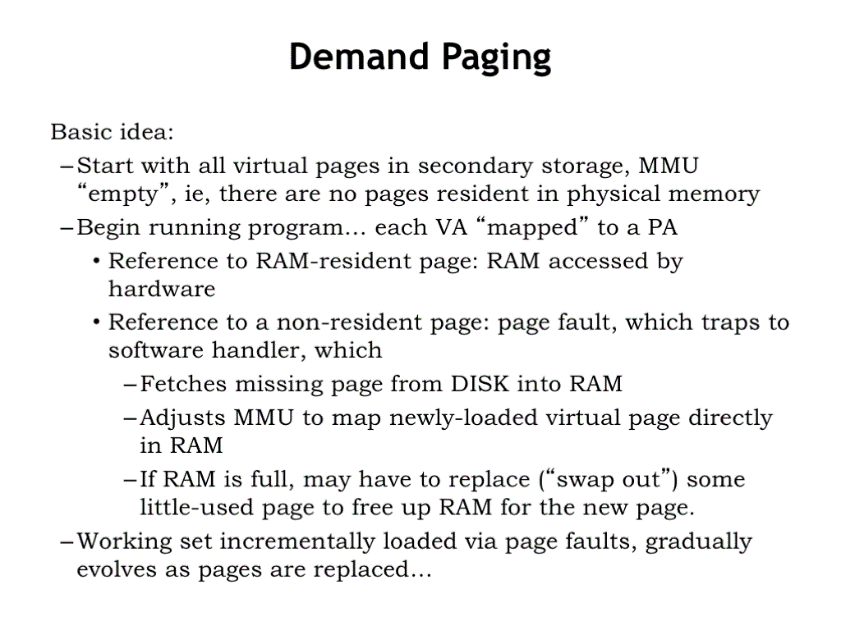 Demand Paging
Basic idea:
–Start with all virtual pages in secondary storage, MMU
“empty”, ie, there are no pages resident in physical memory
–Begin running program… each VA “mapped” to a PA
• Reference to RAM-resident page: RAM accessed by
hardware
• Reference to a non-resident page: page fault, which traps to
software handler, which
–Fetches missing page from DISK into RAM
–Adjusts MMU to map newly-loaded virtual page directly
in RAM
–If RAM is full, may have to replace (“swap out”) some
little-used page to free up RAM for the new page.
–Working set incrementally loaded via page faults, gradually
evolves as pages are replaced…